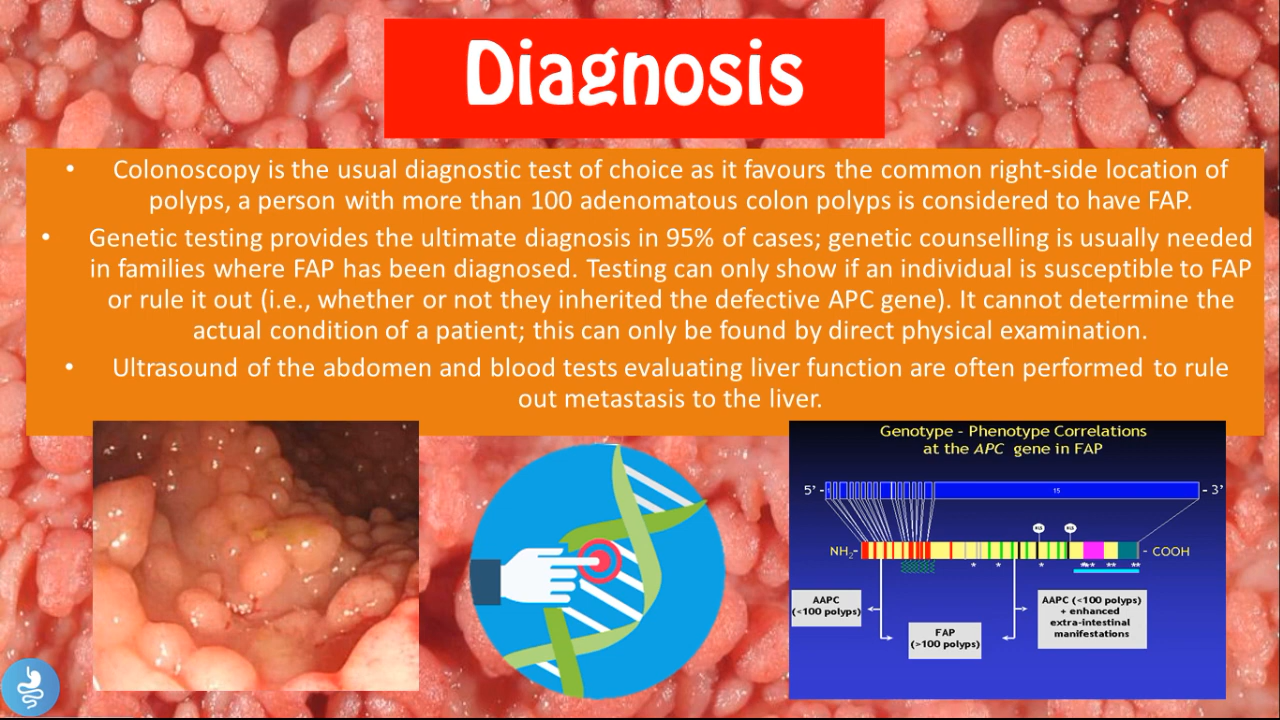 Diagnosis
• Colonoscopy is the usual diagnostic test of choice as it favours the common right-side location of
polyps, a person with more than 100 adenomatous colon polyps is considered to have FAP.
• Genetic testing provides the ultimate diagnosis in 95% of cases; genetic counselling is usually needed
in families where FAP has been diagnosed. Testing can only show if an individual is susceptible to FAP
or rule it out (i.e., whether or not they inherited the defective APC gene). It cannot determine the
actual condition of a patient; this can only be found by direct physical examination.
• Ultrasound of the abdomen and blood tests evaluating liver function are often performed to rule
out metastasis to the liver.
Genotype - Phenotype Correlations
at the APC gene in FAP
5' - 15 - 3'
NH2- - COOH
* * * ** ** **
AAPC
(<100 polyps)
FAP
(>100 polyps)
AAPC (<100 polyps)
+ enhanced
extra-intestinal
manifestations